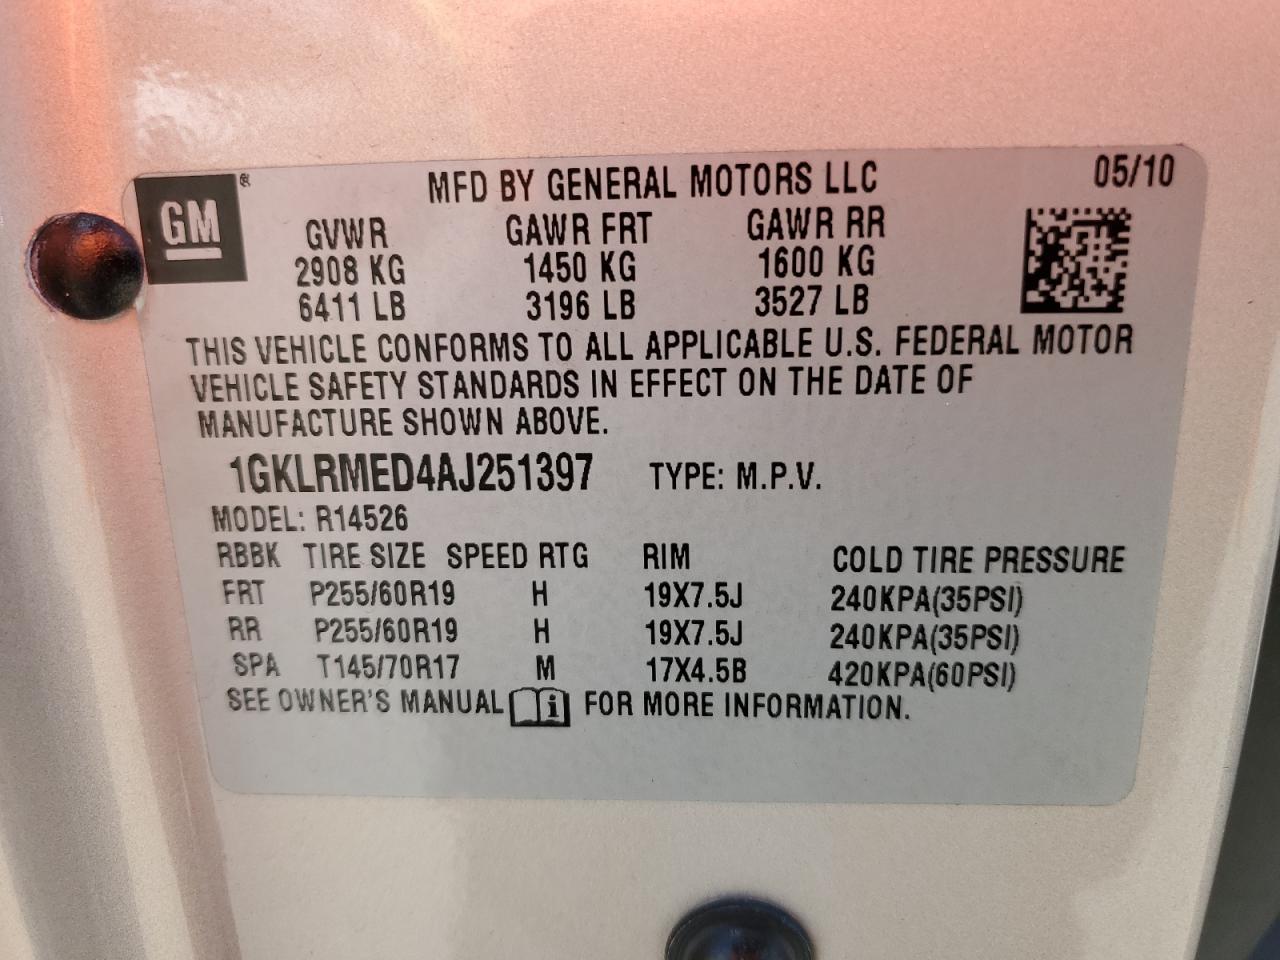 GM ®
MFD BY GENERAL MOTORS LLC 05/10
GVWR GAWR FRT GAWR RR
2908 KG 1450 KG 1600 KG
6411 LB 3196 LB 3527 LB
THIS VEHICLE CONFORMS TO ALL APPLICABLE U.S. FEDERAL MOTOR
VEHICLE SAFETY STANDARDS IN EFFECT ON THE DATE OF
MANUFACTURE SHOWN ABOVE.
1GKLRMED4AJ251397 TYPE: M.P.V.
MODEL: R14526
RBBK TIRE SIZE SPEED RTG RIM COLD TIRE PRESSURE
FRT P255/60R19 H 19X7.5J 240KPA(35PSI)
RR P255/60R19 H 19X7.5J 240KPA(35PSI)
SPA T145/70R17 M 17X4.5B 420KPA(60PSI)
SEE OWNER'S MANUAL i FOR MORE INFORMATION.